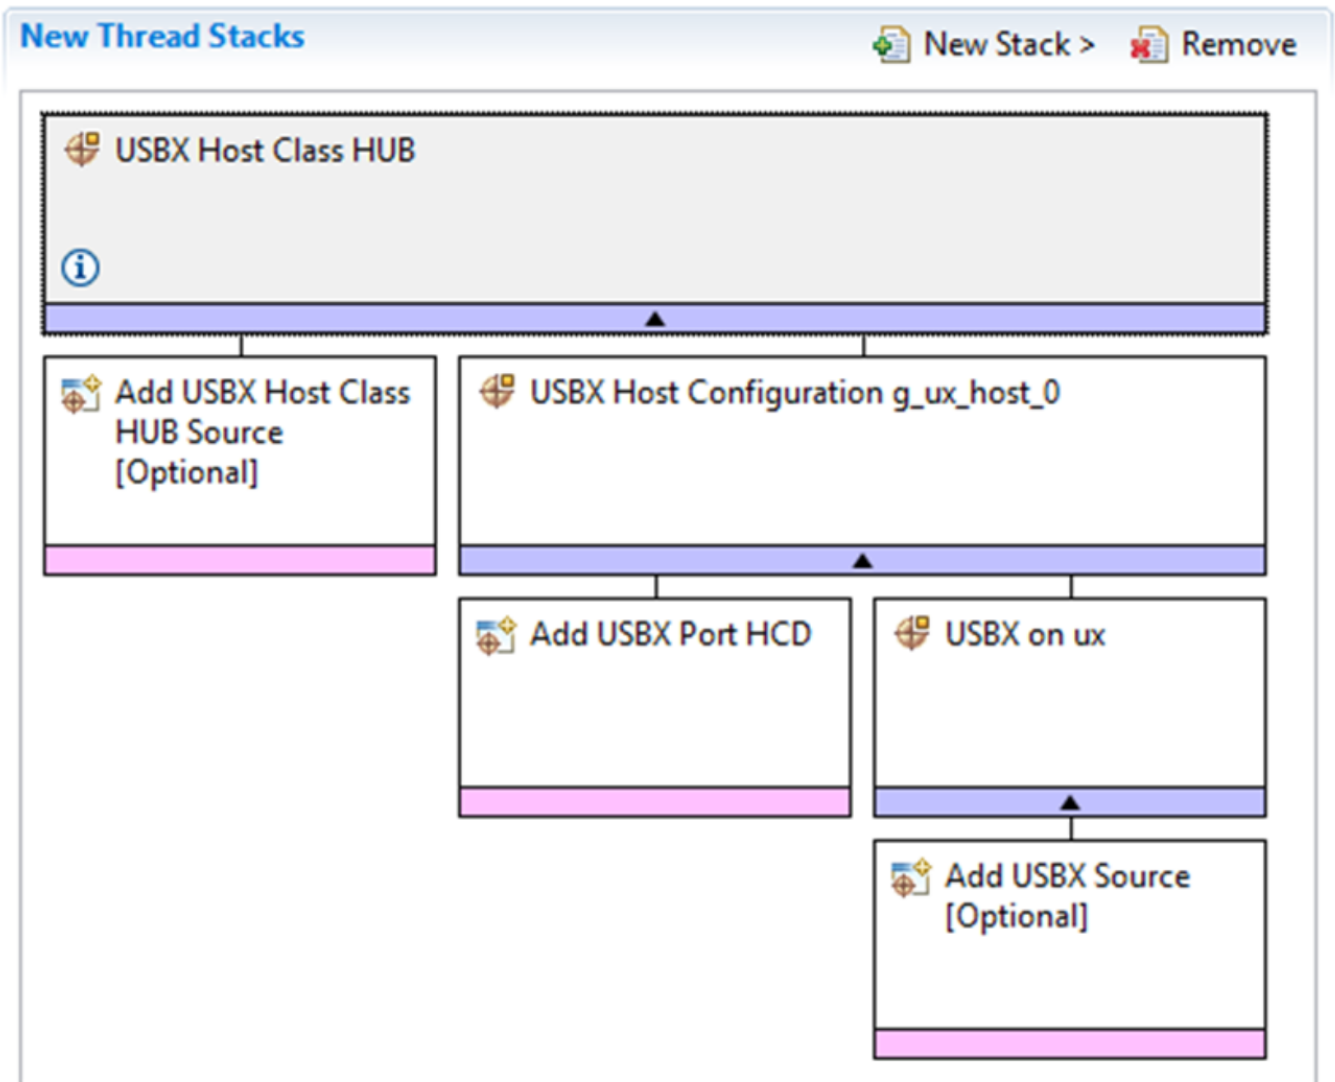 New Thread Stacks
New Stack >
Remove
USBX Host Class HUB
Add USBX Host Class
HUB Source
[Optional]
USBX Host Configuration g_ux_host_0
Add USBX Port HCD
USBX on ux
Add USBX Source
[Optional]